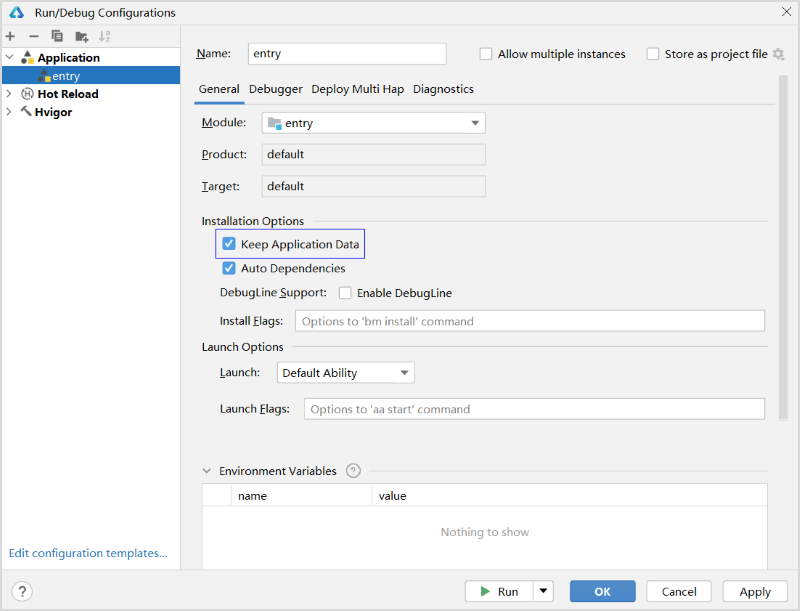 Run/Debug Configurations
Application
entry
Hot Reload
Hvigor
Edit configuration templates...
Name: entry Allow multiple instances Store as project file
General Debugger Deploy Multi Hap Diagnostics
Module: entry
Product: default
Target: default
Installation Options
Keep Application Data
Auto Dependencies
DebugLine Support: Enable DebugLine
Install Flags: Options to 'bm install' command
Launch Options
Launch: Default Ability
Launch Flags: Options to 'aa start' command
Environment Variables ?
name value
Nothing to show
? Run OK Cancel Apply